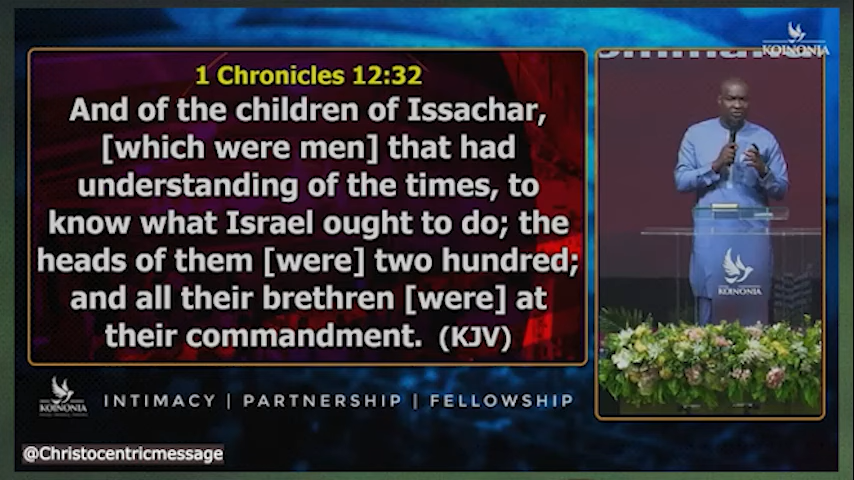 1 Chronicles 12:32
And of the children of Issachar,
[which were men] that had
understanding of the times, to
know what Israel ought to do; the
heads of them [were] two hundred;
and all their brethren [were] at
their commandment. (KJV)
KOINONIA
KOINONIA
KOINONIA
INTIMACY | PARTNERSHIP | FELLOWSHIP
@Christocentricmessage